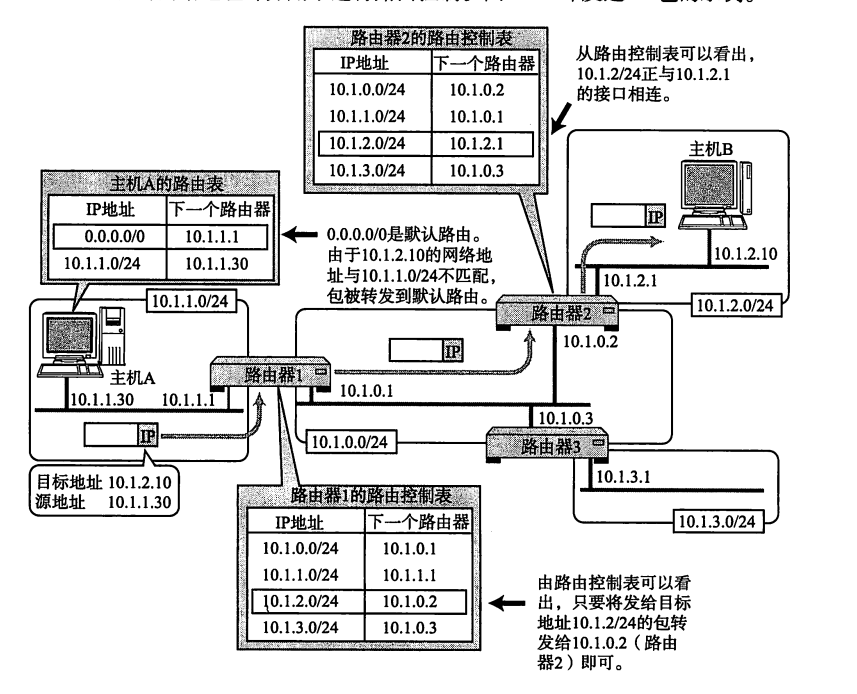 路由器2的路由控制表
IP地址 下一个路由器
10.1.0.0/24 10.1.0.2
10.1.1.0/24 10.1.0.1
10.1.2.0/24 10.1.2.1
10.1.3.0/24 10.1.0.3
从路由控制表可以看出,
10.1.2/24正与10.1.2.1
的接口相连。
主机B
IP
10.1.2.10
10.1.2.1
10.1.2.0/24
主机A的路由表
IP地址 下一个路由器
0.0.0.0/0 10.1.1.1
10.1.1.0/24 10.1.1.30
0.0.0.0/0是默认路由。
由于10.1.2.10的网络地
址与10.1.1.0/24不匹配,
包被转发到默认路由。
10.1.1.0/24
主机A
10.1.1.30 10.1.1.1
IP
目标地址 10.1.2.10
源地址 10.1.1.30
路由器1
10.1.0.1
IP
路由器2
10.1.0.2
10.1.0.3
10.1.0.0/24
路由器3
10.1.3.1
10.1.3.0/24
路由器1的路由控制表
IP地址 下一个路由器
10.1.0.0/24 10.1.0.1
10.1.1.0/24 10.1.1.1
10.1.2.0/24 10.1.0.2
10.1.3.0/24 10.1.0.3
由路由控制表可以看
出，只要将发给目标
地址10.1.2/24的包转
发给10.1.0.2（路由
器2）即可。